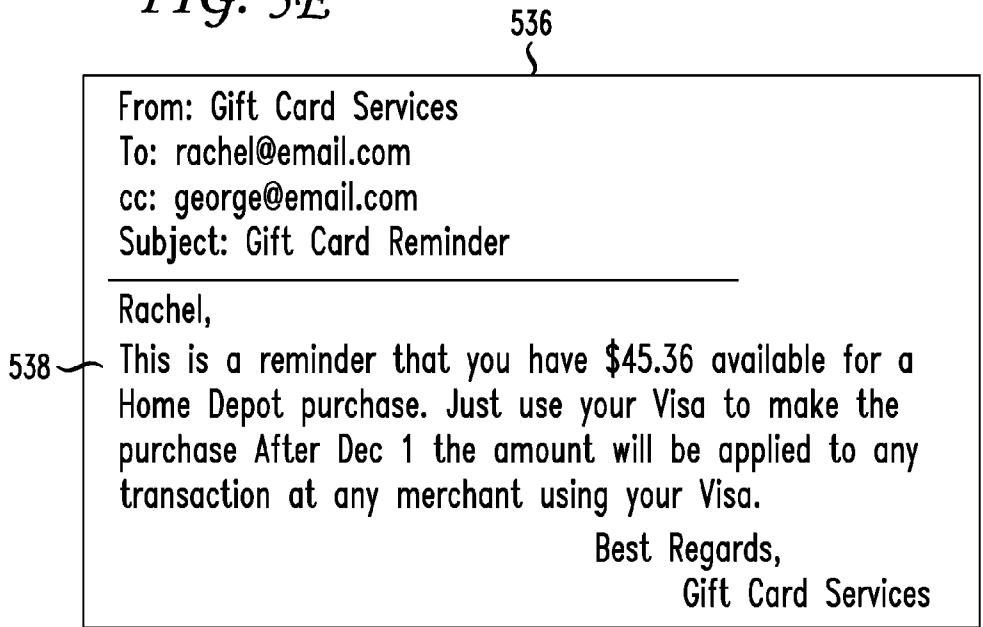 FIG. 5E
536
From: Gift Card Services
To: rachel@email.com
cc: george@email.com
Subject: Gift Card Reminder
Rachel,
538 This is a reminder that you have $45.36 available for a
Home Depot purchase. Just use your Visa to make the
purchase After Dec 1 the amount will be applied to any
transaction at any merchant using your Visa.
Best Regards,
Gift Card Services